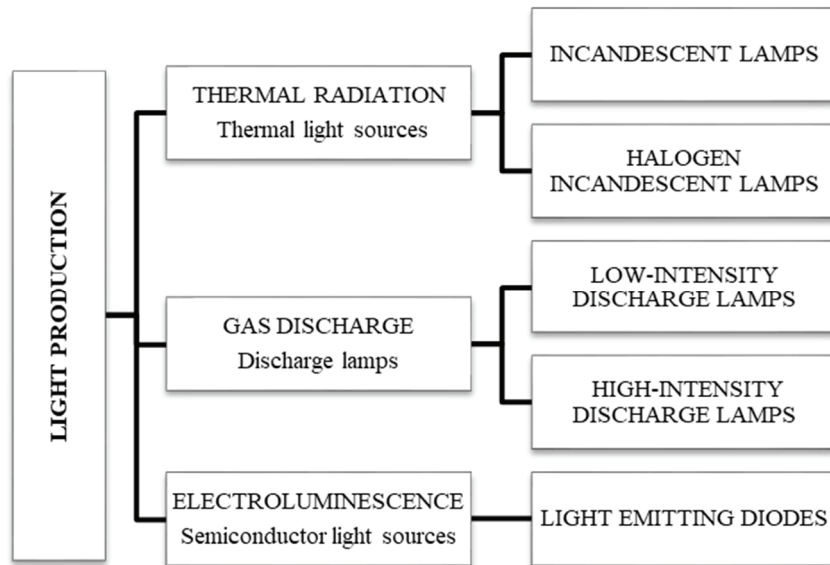 LIGHT PRODUCTION
THERMAL RADIATION
Thermal light sources
INCANDESCENT LAMPS
HALOGEN
INCANDESCENT LAMPS
GAS DISCHARGE
Discharge lamps
LOW-INTENSITY
DISCHARGE LAMPS
HIGH-INTENSITY
DISCHARGE LAMPS
ELECTROLUMINESCENCE
Semiconductor light sources
LIGHT EMITTING DIODES